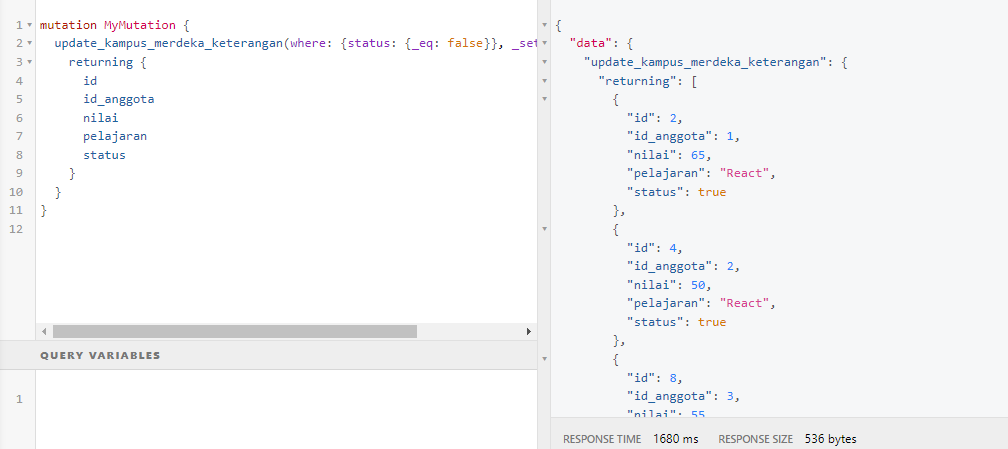 1 mutation MyMutation {
2 update_kampus_merdeka_keterangan(where: {status: {_eq: false}}, _set
3 returning {
4 id
5 id_anggota
6 nilai
7 pelajaran
8 status
9 }
10 }
11 }
12
QUERY VARIABLES
1
{
"data": {
"update_kampus_merdeka_keterangan": {
"returning": [
{
"id": 2,
"id_anggota": 1,
"nilai": 65,
"pelajaran": "React",
"status": true
},
{
"id": 4,
"id_anggota": 2,
"nilai": 50,
"pelajaran": "React",
"status": true
},
{
"id": 8,
"id_anggota": 3,
"nilai": 55,
RESPONSE TIME 1680 ms RESPONSE SIZE 536 bytes